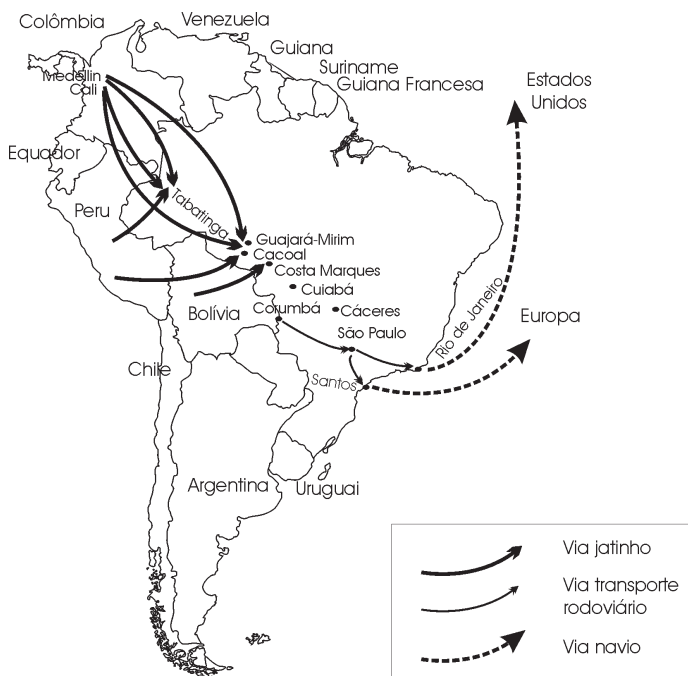 Colômbia
Venezuela
Guiana
Suriname
Guiana Francesa
Medellin
Cali
Estados
Unidos
Equador
Peru
Tabatinga
Guajará-Mirim
Cacoal
Costa Marques
Cuiabá
Bolívia
Corumbá
Cáceres
São Paulo
Rio de Janeiro
Europa
Chile
Santos
Argentina
Uruguai
Via jatinho
Via transporte
rodoviário
Via navio